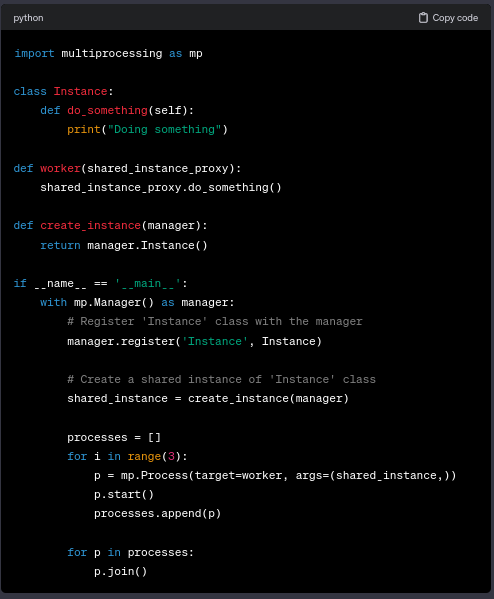 python
Copy code
import multiprocessing as mp
class Instance:
    def do_something(self):
        print("Doing something")
def worker(shared_instance_proxy):
    shared_instance_proxy.do_something()
def create_instance(manager):
    return manager.Instance()
if __name__ == '__main__':
    with mp.Manager() as manager:
        # Register 'Instance' class with the manager
        manager.register('Instance', Instance)
        # Create a shared instance of 'Instance' class
        shared_instance = create_instance(manager)
        processes = []
        for i in range(3):
            p = mp.Process(target=worker, args=(shared_instance,))
            p.start()
            processes.append(p)
        for p in processes:
            p.join()